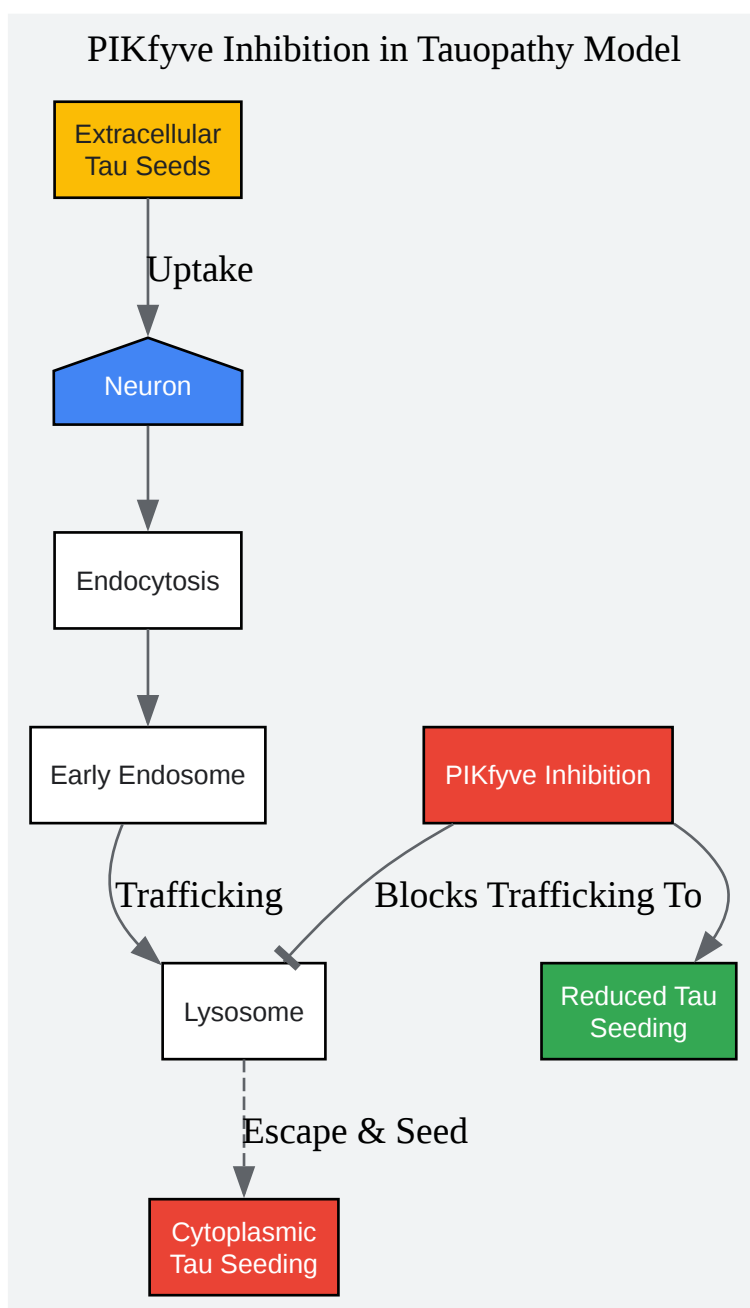 PIKfyve Inhibition in Tauopathy Model
Extracellular
Tau Seeds
Uptake
Neuron
Endocytosis
Early Endosome
PIKfyve Inhibition
Trafficking
Blocks Trafficking To
Lysosome
Reduced Tau
Seeding
Escape & Seed
Cytoplasmic
Tau Seeding